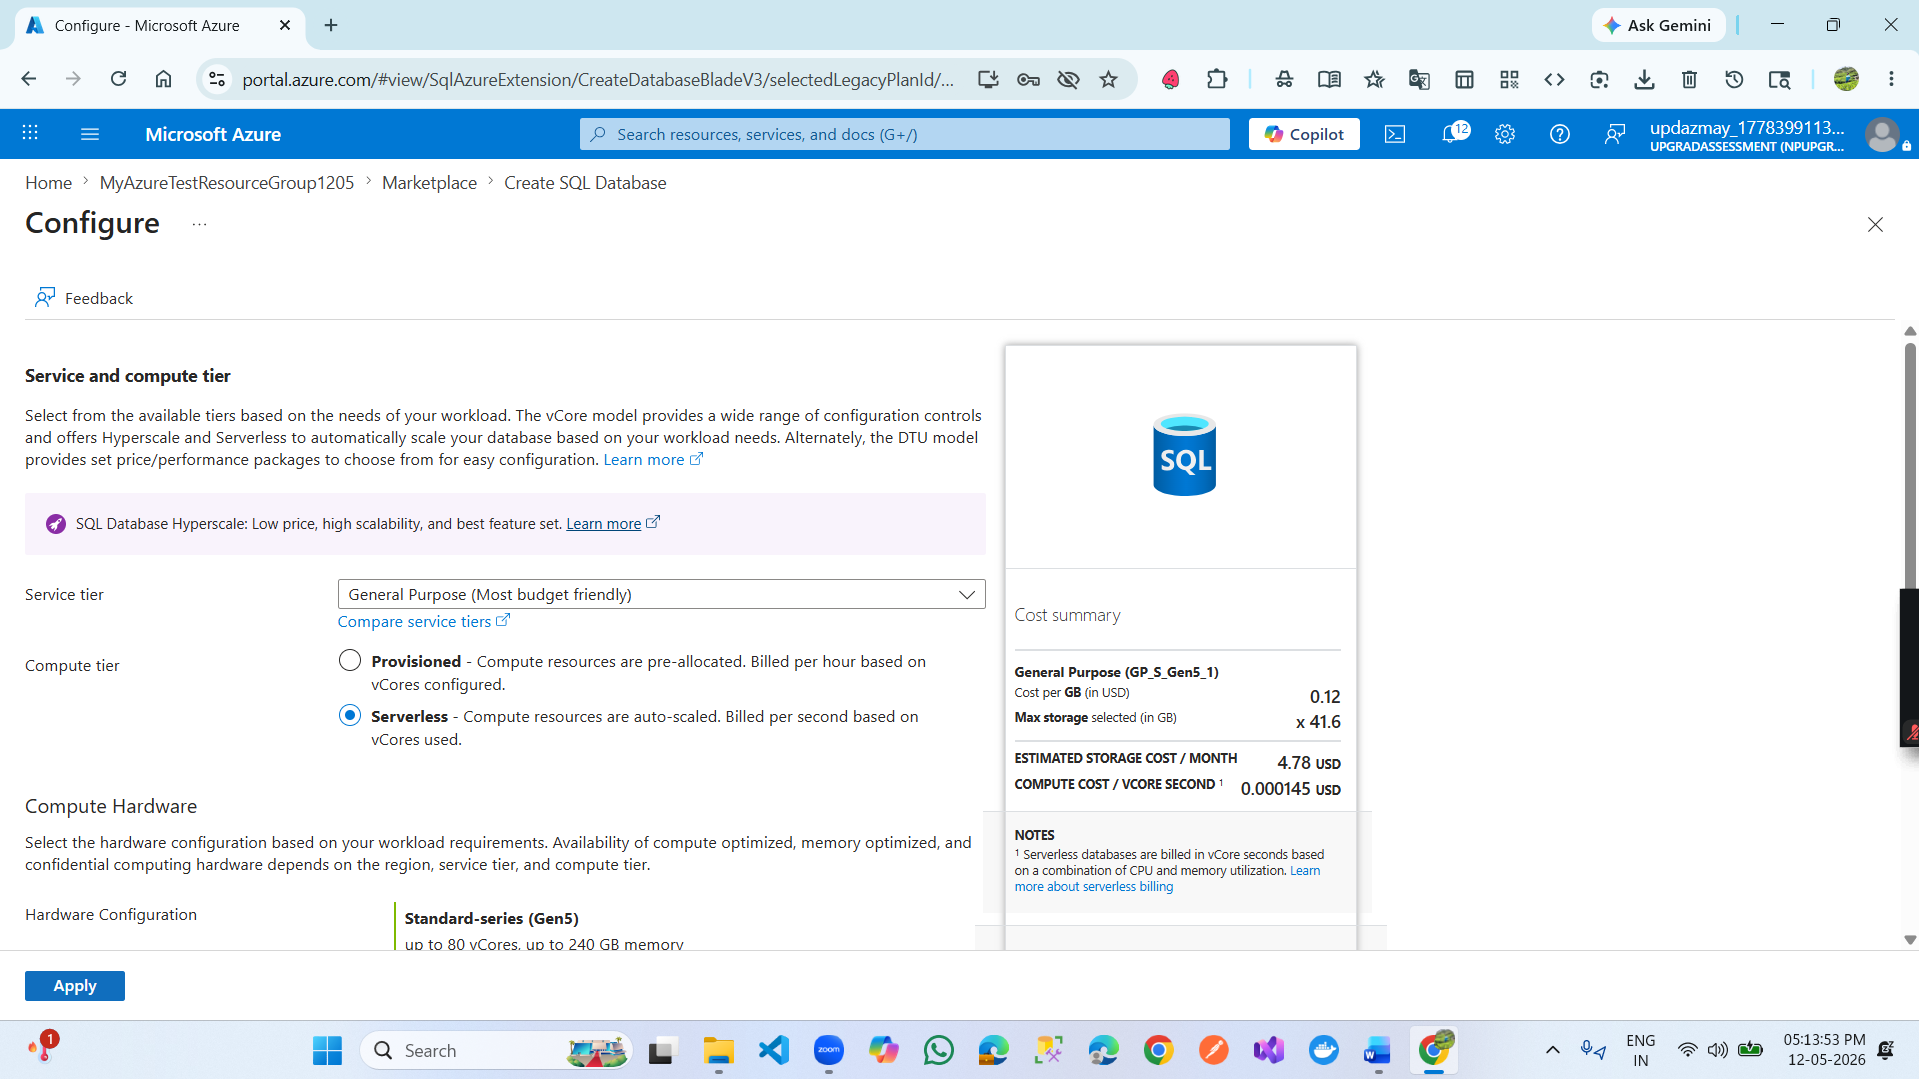 Configure - Microsoft Azure
Ask Gemini
portal.azure.com/#view/SqlAzureExtension/CreateDatabaseBladeV3/selectedLegacyPlanId/...
Microsoft Azure
Search resources, services, and docs (G+/)
Copilot
12
updazmay_1778399113...
UPGRADASSESSMENT (NPUPGR...
Home > MyAzureTestResourceGroup1205 > Marketplace > Create SQL Database
Configure ...
Feedback
Service and compute tier
Select from the available tiers based on the needs of your workload. The vCore model provides a wide range of configuration controls
and offers Hyperscale and Serverless to automatically scale your database based on your workload needs. Alternately, the DTU model
provides set price/performance packages to choose from for easy configuration. Learn more
SQL Database Hyperscale: Low price, high scalability, and best feature set. Learn more
Service tier
General Purpose (Most budget friendly)
Compare service tiers
Compute tier
Provisioned - Compute resources are pre-allocated. Billed per hour based on
vCores configured.
Serverless - Compute resources are auto-scaled. Billed per second based on
vCores used.
Compute Hardware
Select the hardware configuration based on your workload requirements. Availability of compute optimized, memory optimized, and
confidential computing hardware depends on the region, service tier, and compute tier.
Hardware Configuration
Standard-series (Gen5)
up to 80 vCores, up to 240 GB memory
SQL
Cost summary
General Purpose (GP_S_Gen5_1)
Cost per GB (in USD) 0.12
Max storage selected (in GB) x 41.6
ESTIMATED STORAGE COST / MONTH 4.78 USD
COMPUTE COST / VCORE SECOND 1 0.000145 USD
NOTES
1 Serverless databases are billed in vCore seconds based
on a combination of CPU and memory utilization. Learn
more about serverless billing
Apply
1
Search
zoom
ENG
IN
05:13:53 PM
12-05-2026